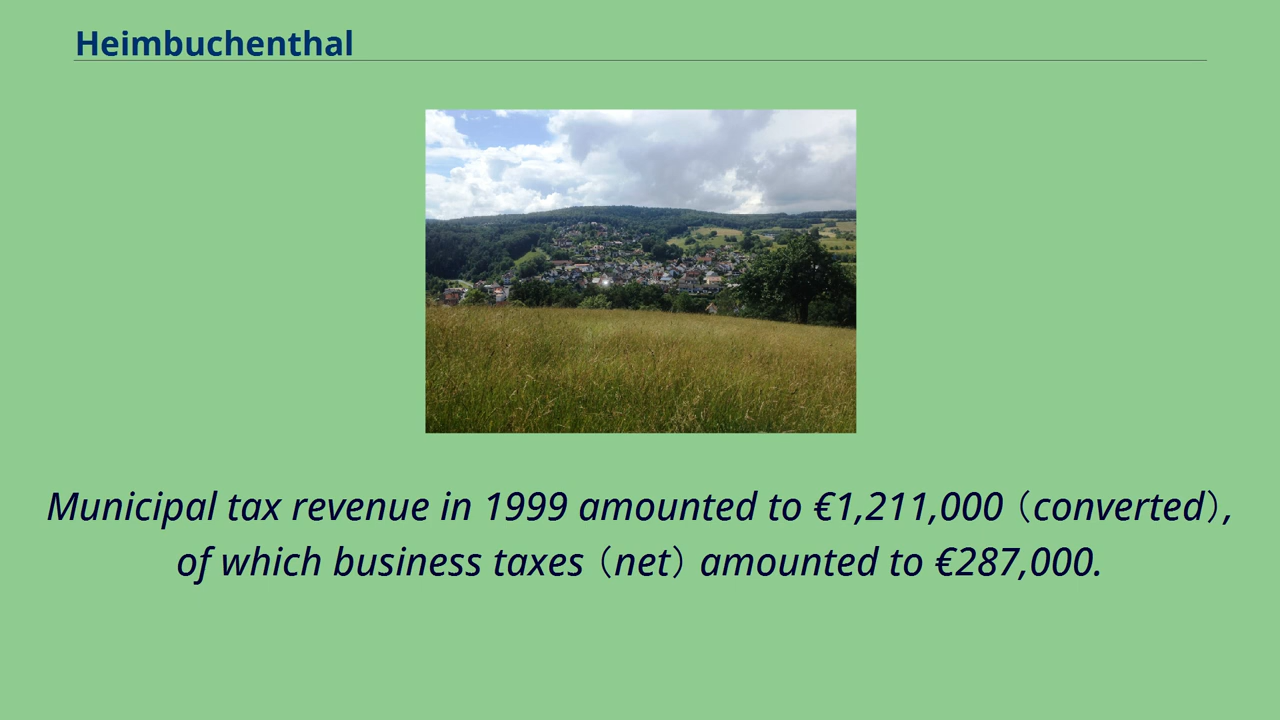 Heimbuchenthal
Municipal tax revenue in 1999 amounted to €1,211,000（converted）,
of which business taxes（net）amounted to €287,000.